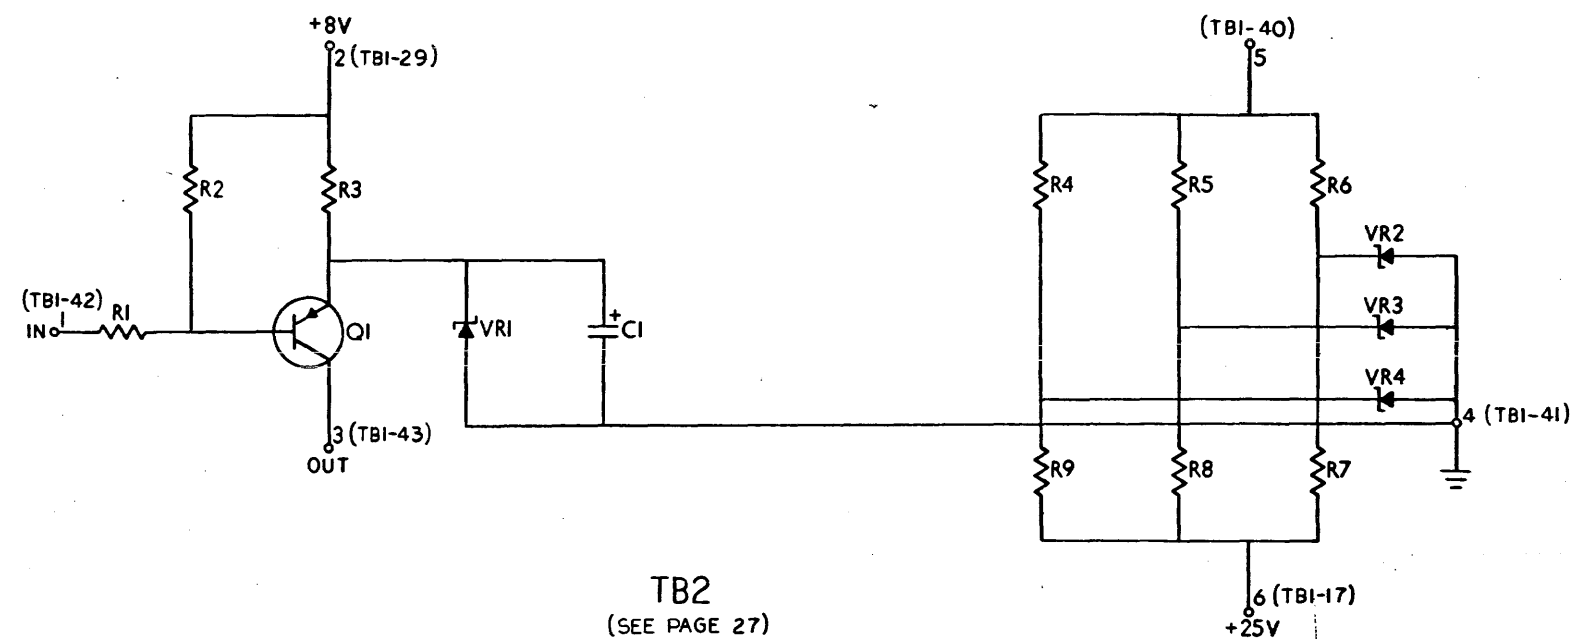 +8V
2 (TB1-29)
R2
R3
(TB1-42)
1
IN
R1
Q1
VR1
+
C1
3 (TB1-43)
OUT
(TB1-40)
5
R4
R5
R6
VR2
VR3
VR4
4 (TB1-41)
R9
R8
R7
6 (TB1-17)
+25V
TB2
(SEE PAGE 27)